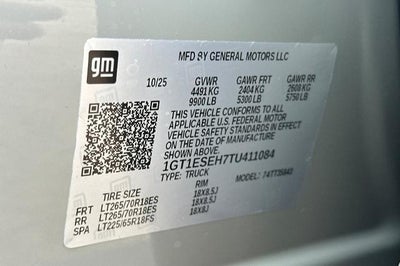 gm
MFD BY GENERAL MOTORS LLC
10/25 GVWR GAWR FRT GAWR RR
4491 KG 2404 KG 2608 KG
9900 LB 5300 LB 5750 LB
THIS VEHICLE CONFORMS TO ALL
APPLICABLE U.S. FEDERAL MOTOR
VEHICLE SAFETY STANDARDS IN
EFFECT ON THE DATE OF
MANUFACTURE SHOWN ABOVE.
1GT1ESEH7TU411084
TYPE: TRUCK MODEL:
TIRE SIZE RIM
FRT LT265/70R18ES 18X8.5J
RR LT265/70R18ES 18X8.5J
SPA LT225/65R18FS 18X8J